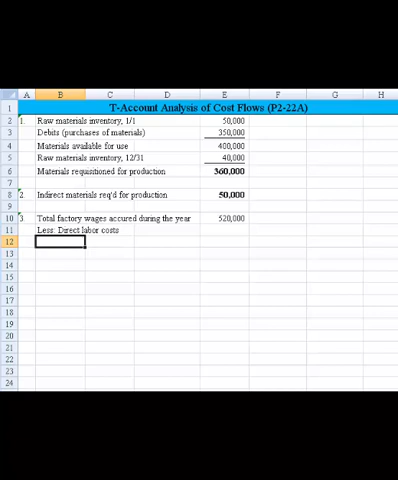 A B C D E F G H
1 T-Account Analysis of Cost Flows (P2-22A)
2 1. Raw materials inventory, 1/1 50,000
3 Debits (purchases of materials) 350,000
4 Materials available for use 400,000
5 Raw materials inventory, 12/31 40,000
6 Materials requisitioned for production 360,000
7
8 2. Indirect materials req'd for production 50,000
9
10 3 Total factory wages accured during the year 520,000
11 Less: Direct labor costs
12
13
14
15
16
17
18
19
20
21
22
23
24